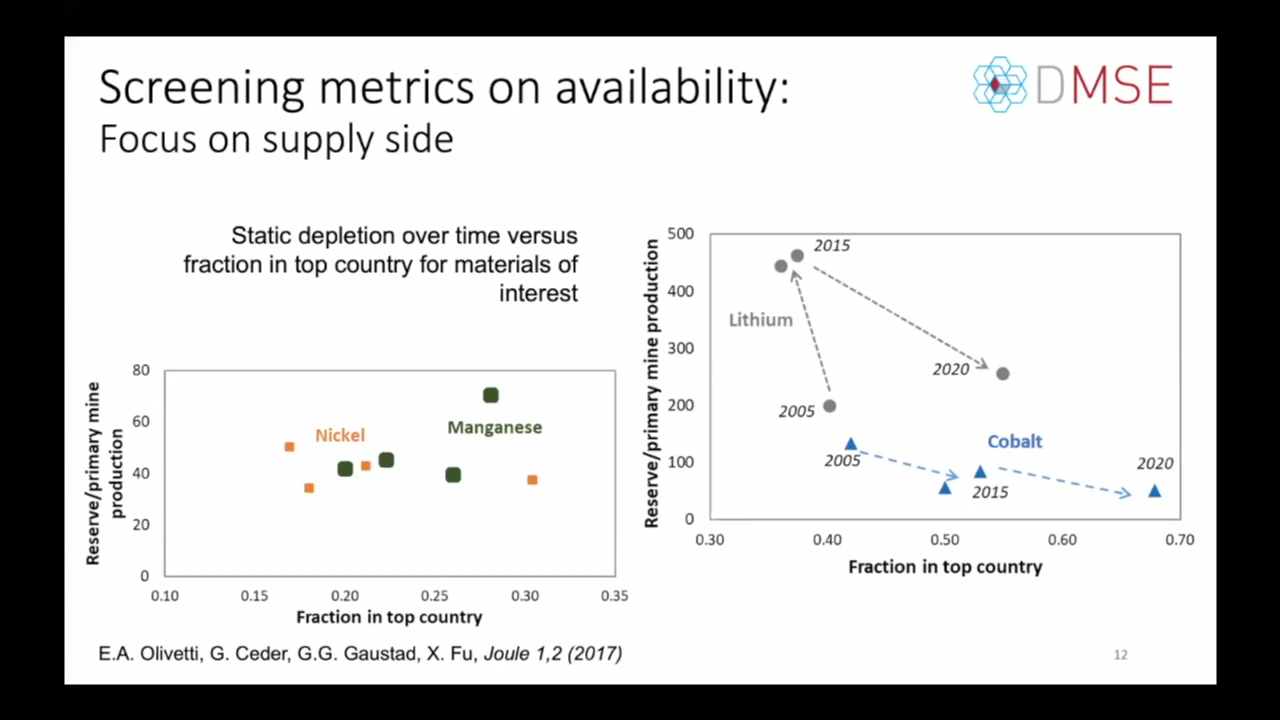 Screening metrics on availability:
Focus on supply side
DMSE
Static depletion over time versus
fraction in top country for materials of
interest
Reserve/primary mine
production
80
60
40
20
0
Nickel
Manganese
0.10
0.15
0.20
0.25
0.30
0.35
Fraction in top country
Reserve/primary mine production
500
400
300
200
100
0
2015
Lithium
2020
2005
Cobalt
2005
2015
2020
0.30
0.40
0.50
0.60
0.70
Fraction in top country
E.A. Olivetti, G. Ceder, G.G. Gaustad, X. Fu, Joule 1,2 (2017)
12